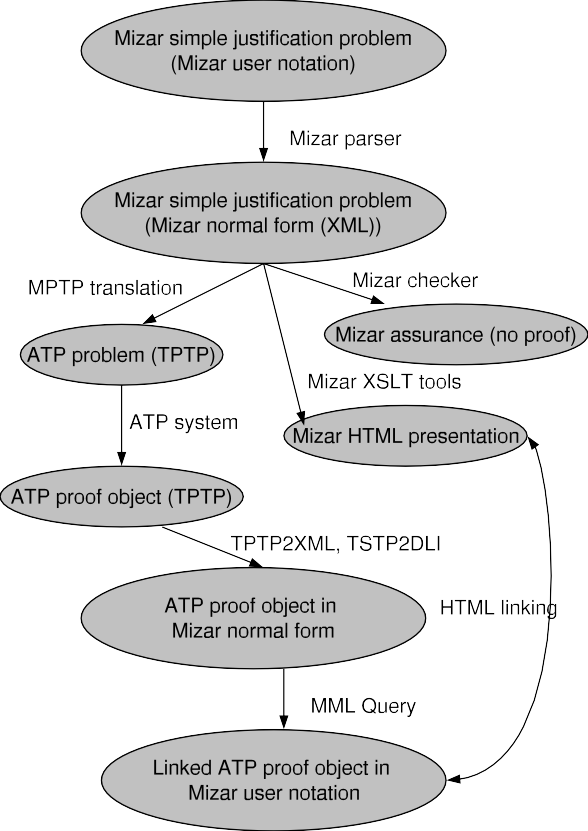 Mizar simple justification problem
(Mizar user notation)
Mizar parser
Mizar simple justification problem
(Mizar normal form (XML))
MPTP translation
Mizar checker
Mizar assurance (no proof)
ATP problem (TPTP)
Mizar XSLT tools
ATP system
Mizar HTML presentation
ATP proof object (TPTP)
TPTP2XML, TSTP2DLI
ATP proof object in
Mizar normal form
HTML linking
MML Query
Linked ATP proof object in
Mizar user notation